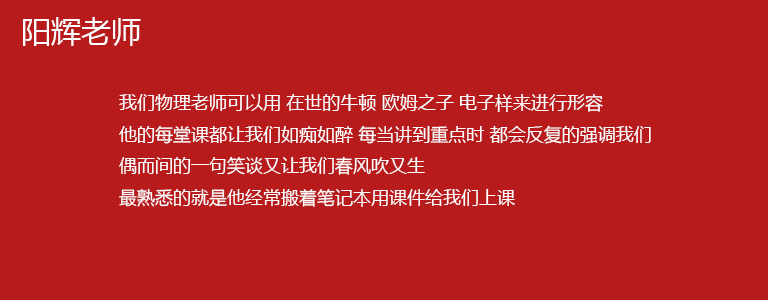 阳辉老师
我们物理老师可以用 在世的牛顿 欧姆之子 电子样来进行形容
他的每堂课都让我们如痴如醉 每当讲到重点时 都会反复的强调我们
偶而间的一句笑谈又让我们春风吹又生
最熟悉的就是他经常搬着笔记本用课件给我们上课